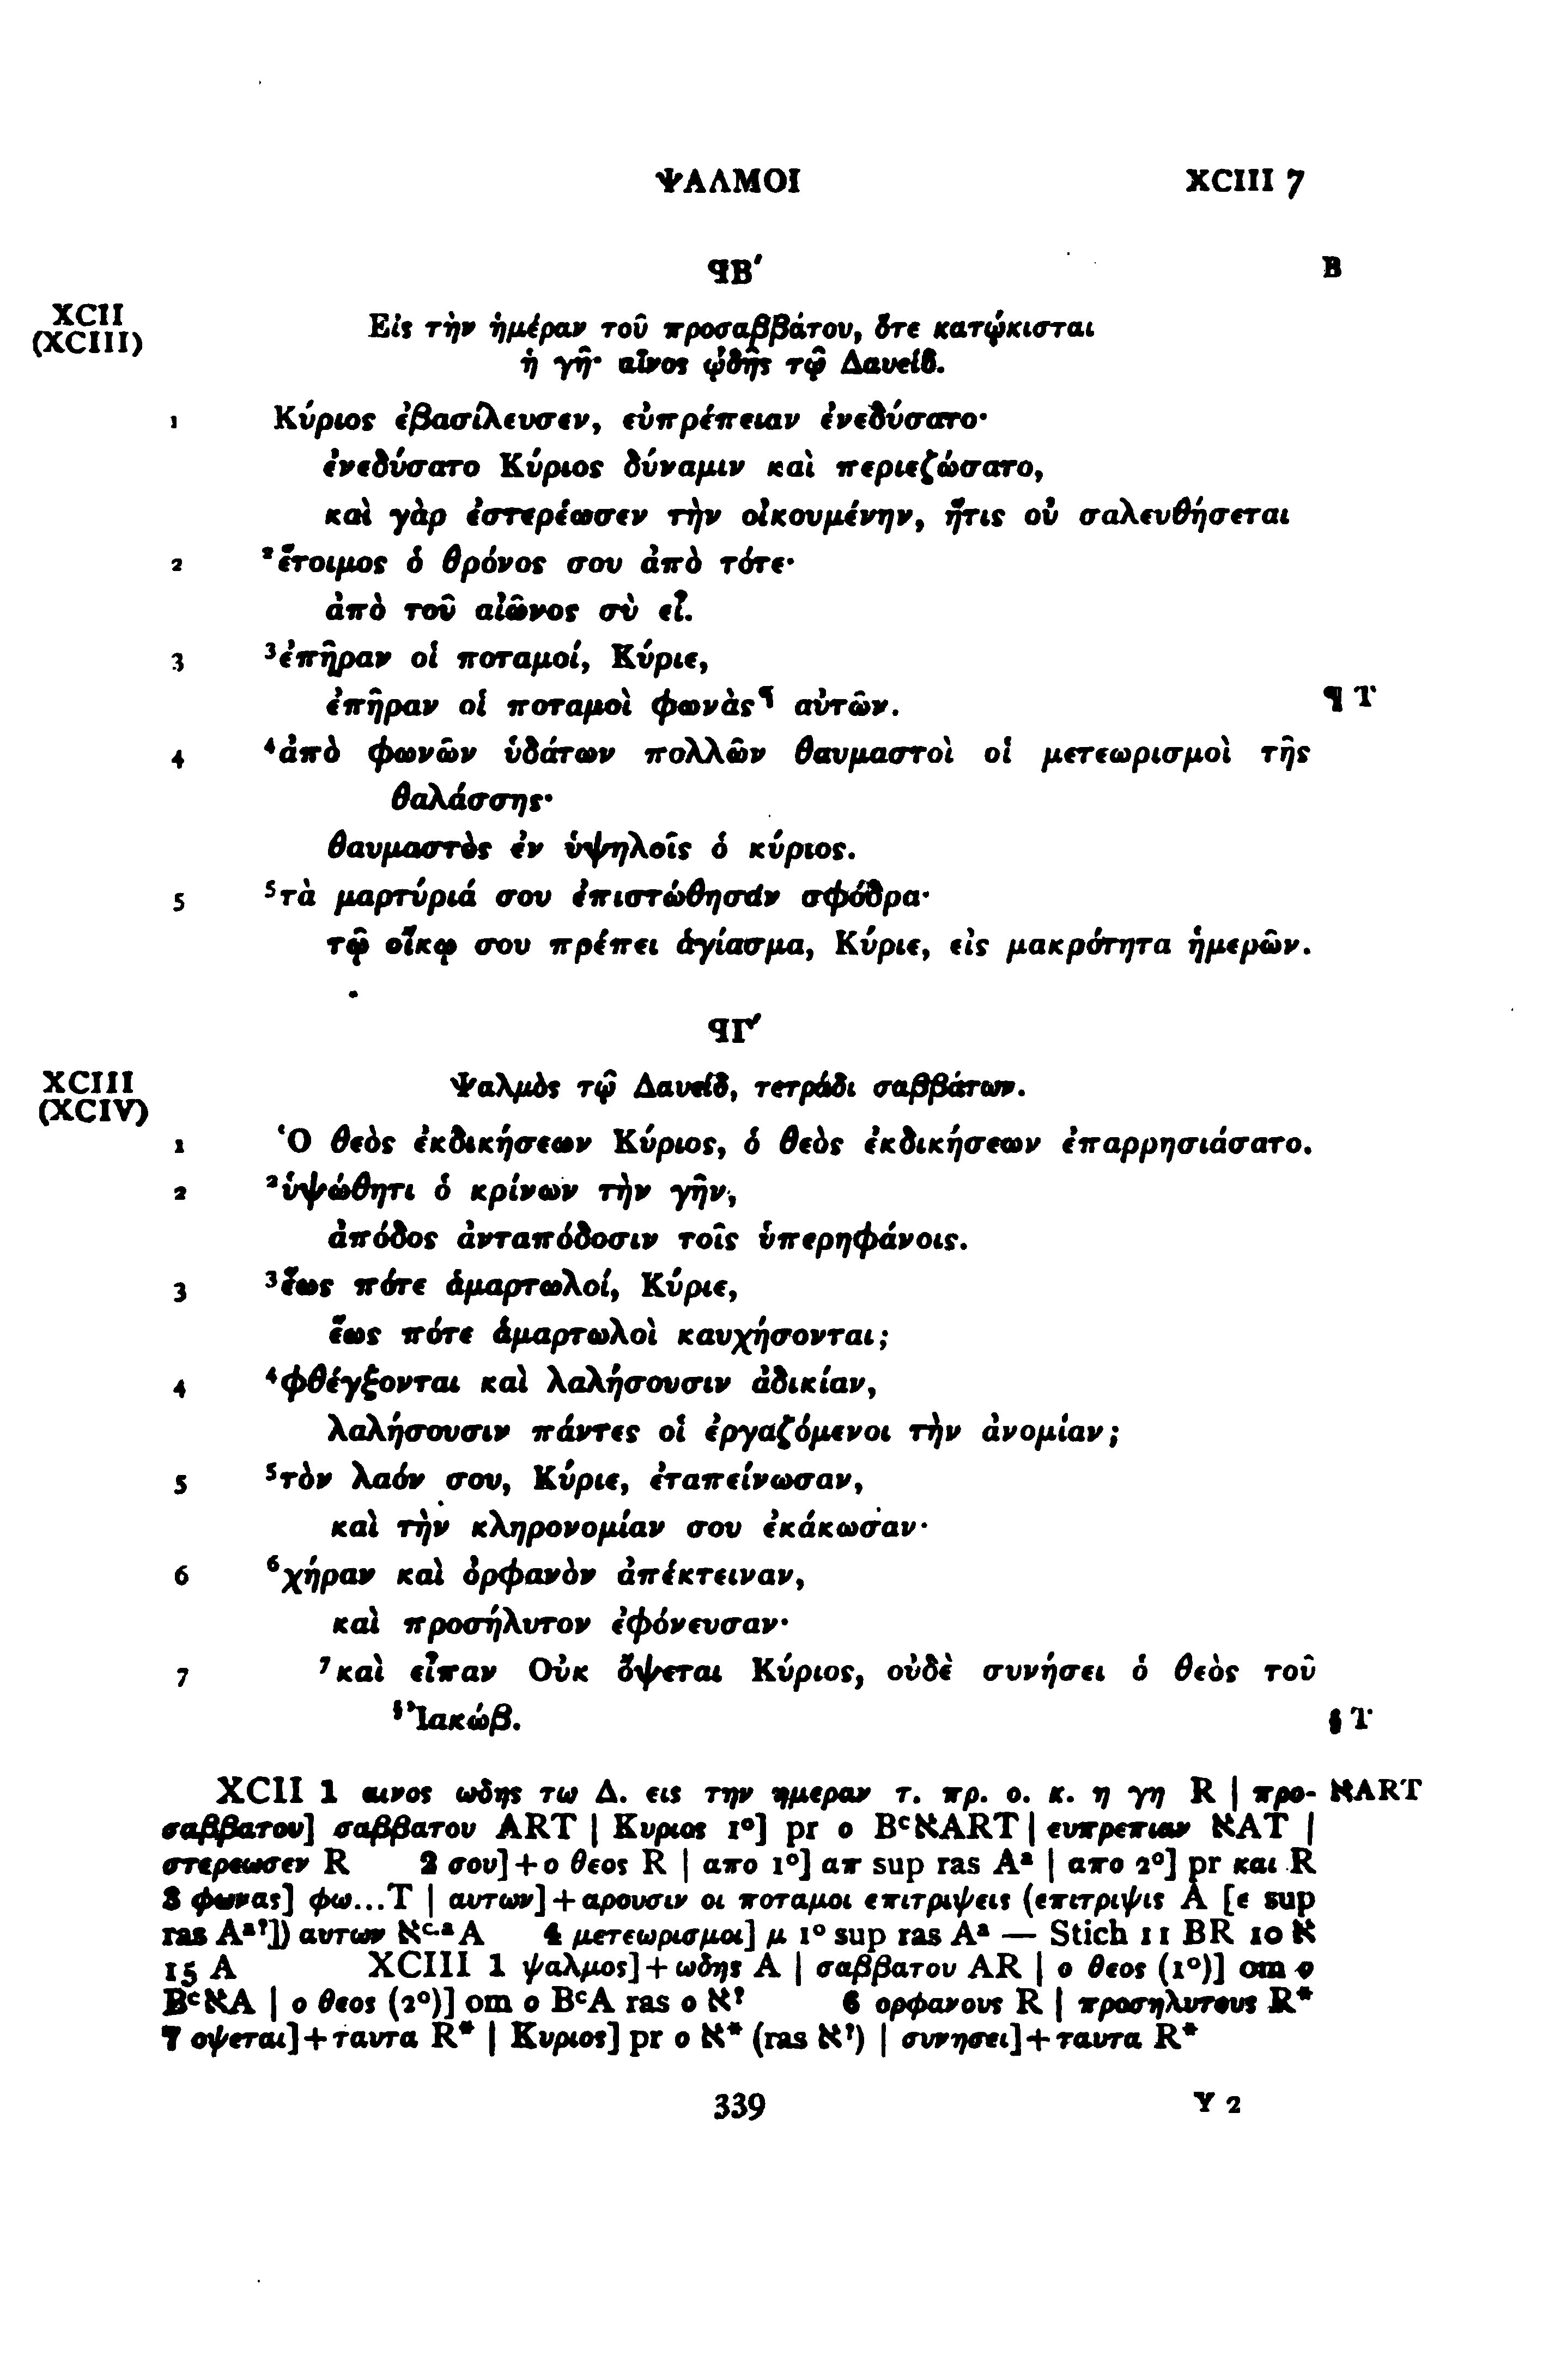 ΨΑΛΜΟΙ XCIII 7
ϞΒ′ B
XCII
(XCIII)
Εἰς τὴν ἡμέραν τοῦ προσαββάτου, ὅτε κατῴκισται
ἡ γῆ· αἶνος ᾠδῆς τῷ Δαυείδ.
1 Κύριος ἐβασίλευσεν, εὐπρέπειαν ἐνεδύσατο·
ἐνεδύσατο Κύριος δύναμιν καὶ περιεζώσατο,
καὶ γὰρ ἐστερέωσεν τὴν οἰκουμένην, ἥτις οὐ σαλευθήσεται
2 ²ἕτοιμος ὁ θρόνος σου ἀπὸ τότε·
ἀπὸ τοῦ αἰῶνος σὺ εἶ.
3 ³ἐπῆραν οἱ ποταμοί, Κύριε,
ἐπῆραν οἱ ποταμοὶ φωνὰς¶ αὐτῶν. ¶ T
4 ⁴ἀπὸ φωνῶν ὑδάτων πολλῶν θαυμαστοὶ οἱ μετεωρισμοὶ τῆς
θαλάσσης·
θαυμαστὸς ἐν ὑψηλοῖς ὁ κύριος.
5 ⁵τὰ μαρτύριά σου ἐπιστώθησαν σφόδρα·
τῷ οἴκῳ σου πρέπει ἁγίασμα, Κύριε, εἰς μακρότητα ἡμερῶν.
ϞΓ′
XCIII
(XCIV)
Ψαλμὸς τῷ Δαυείδ, τετράδι σαββάτων.
1 Ὁ θεὸς ἐκδικήσεων Κύριος, ὁ θεὸς ἐκδικήσεων ἐπαρρησιάσατο.
2 ²ὑψώθητι ὁ κρίνων τὴν γῆν,
ἀπόδος ἀνταπόδοσιν τοῖς ὑπερηφάνοις.
3 ³ἕως πότε ἁμαρτωλοί, Κύριε,
ἕως πότε ἁμαρτωλοὶ καυχήσονται;
4 ⁴φθέγξονται καὶ λαλήσουσιν ἀδικίαν,
λαλήσουσιν πάντες οἱ ἐργαζόμενοι τὴν ἀνομίαν;
5 ⁵τὸν λαόν σου, Κύριε, ἐταπείνωσαν,
καὶ τὴν κληρονομίαν σου ἐκάκωσαν·
6 ⁶χήραν καὶ ὀρφανὸν ἀπέκτειναν,
καὶ προσήλυτον ἐφόνευσαν·
7 ⁷καὶ εἶπαν Οὐκ ὄψεται Κύριος, οὐδὲ συνήσει ὁ θεὸς τοῦ
§Ἰακώβ. § T
XCII 1 αινος ωδης τω Δ. εις την ημεραν τ. πρ. ο. κ. η γη R | προ- אART
σαββατου] σαββατου ART | Κυριος 1°] pr ο BᶜאART | ευπρεπιαν אAT |
στερεωσεν R 2 σου]+ο θεος R | απο 1°] απ sup ras Aᵃ | απο 2°] pr και R
3 φωνας] φω...T | αυτων]+αρουσιν οι ποταμοι επιτριψεις (επιτριψις A [ε sup
ras Aᵃ?]) αυτων אᶜ·ᵃA 4 μετεωρισμοι] μ 1° sup ras Aᵃ — Stich 11 BR 10 א
15 A XCIII 1 ψαλμος]+ωδης A | σαββατου AR | ο θεος (1°)] om ο
BᶜאA | ο θεος (2°)] om ο BᶜA ras ο א? 6 ορφανους R | προσηλυτους R*
7 οψεται]+ταυτα R* | Κυριος] pr ο א* (ras א?) | συνησει]+ταυτα R*
339 Y 2